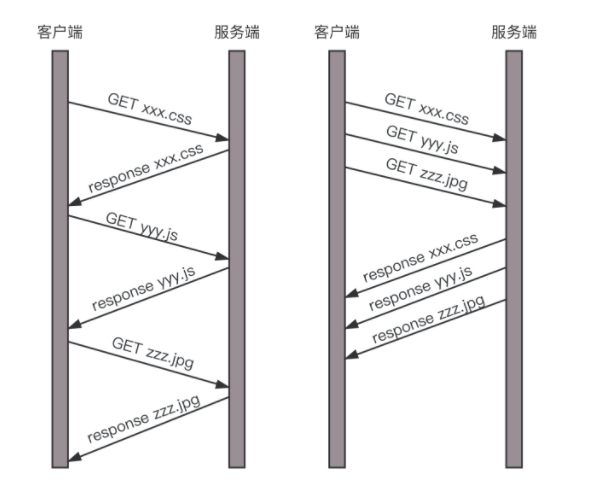 客户端
服务端
GET xxx.css
response xxx.css
GET yyy.js
response yyy.js
GET zzz.jpg
response zzz.jpg
客户端
服务端
GET xxx.css
GET yyy.js
GET zzz.jpg
response xxx.css
response yyy.js
response zzz.jpg